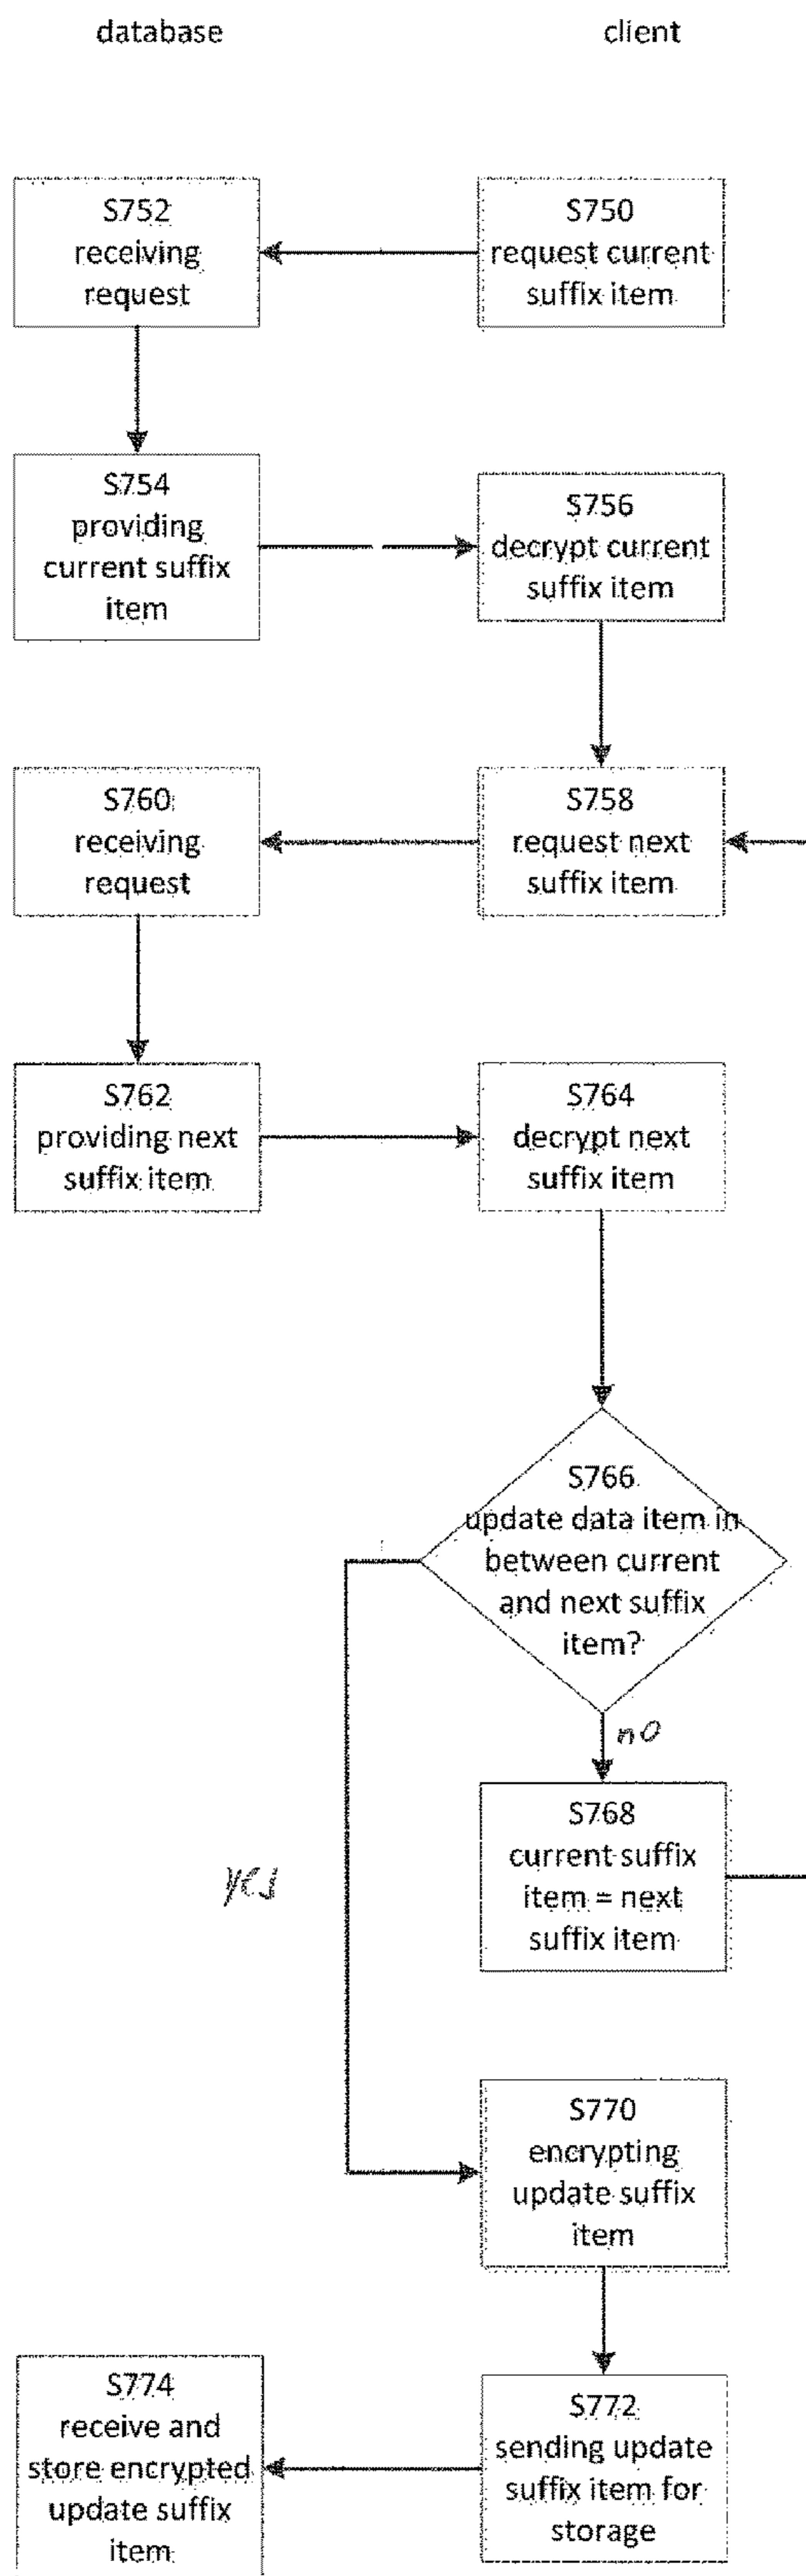 database
client
S752
receiving
request
S750
request current
suffix item
S754
providing
current suffix
item
S756
decrypt current
suffix item
S760
receiving
request
S758
request next
suffix item
S762
providing next
suffix item
S764
decrypt next
suffix item
S766
update data item in
between current
and next suffix
item?
no
yes
S768
current suffix
item = next
suffix item
S770
encrypting
update suffix
item
S774
receive and
store encrypted
update suffix
item
S772
sending update
suffix item for
storage